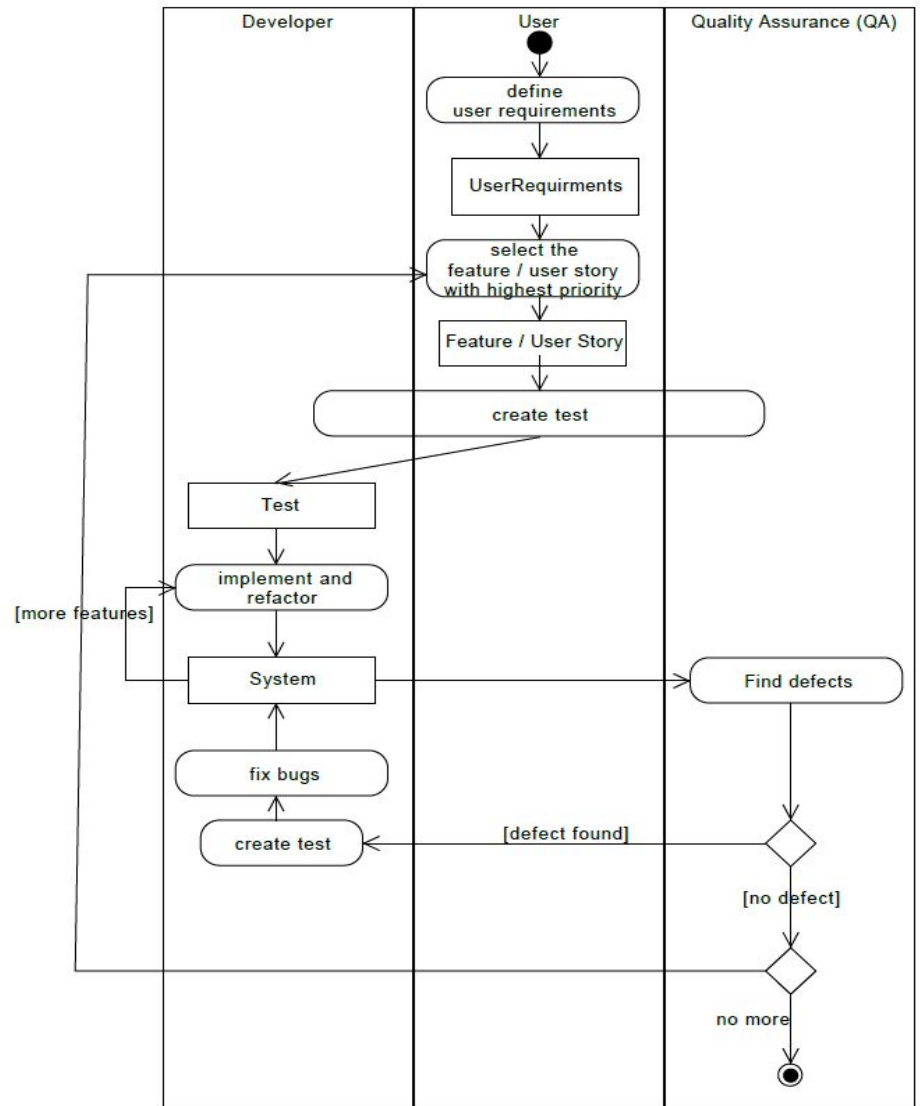 Developer
User
Quality Assurance (QA)
define
user requirements
UserRequirments
select the
feature / user story
with highest priority
Feature / User Story
create test
Test
implement and
refactor
[more features]
System
Find defects
fix bugs
[defect found]
create test
[no defect]
no more